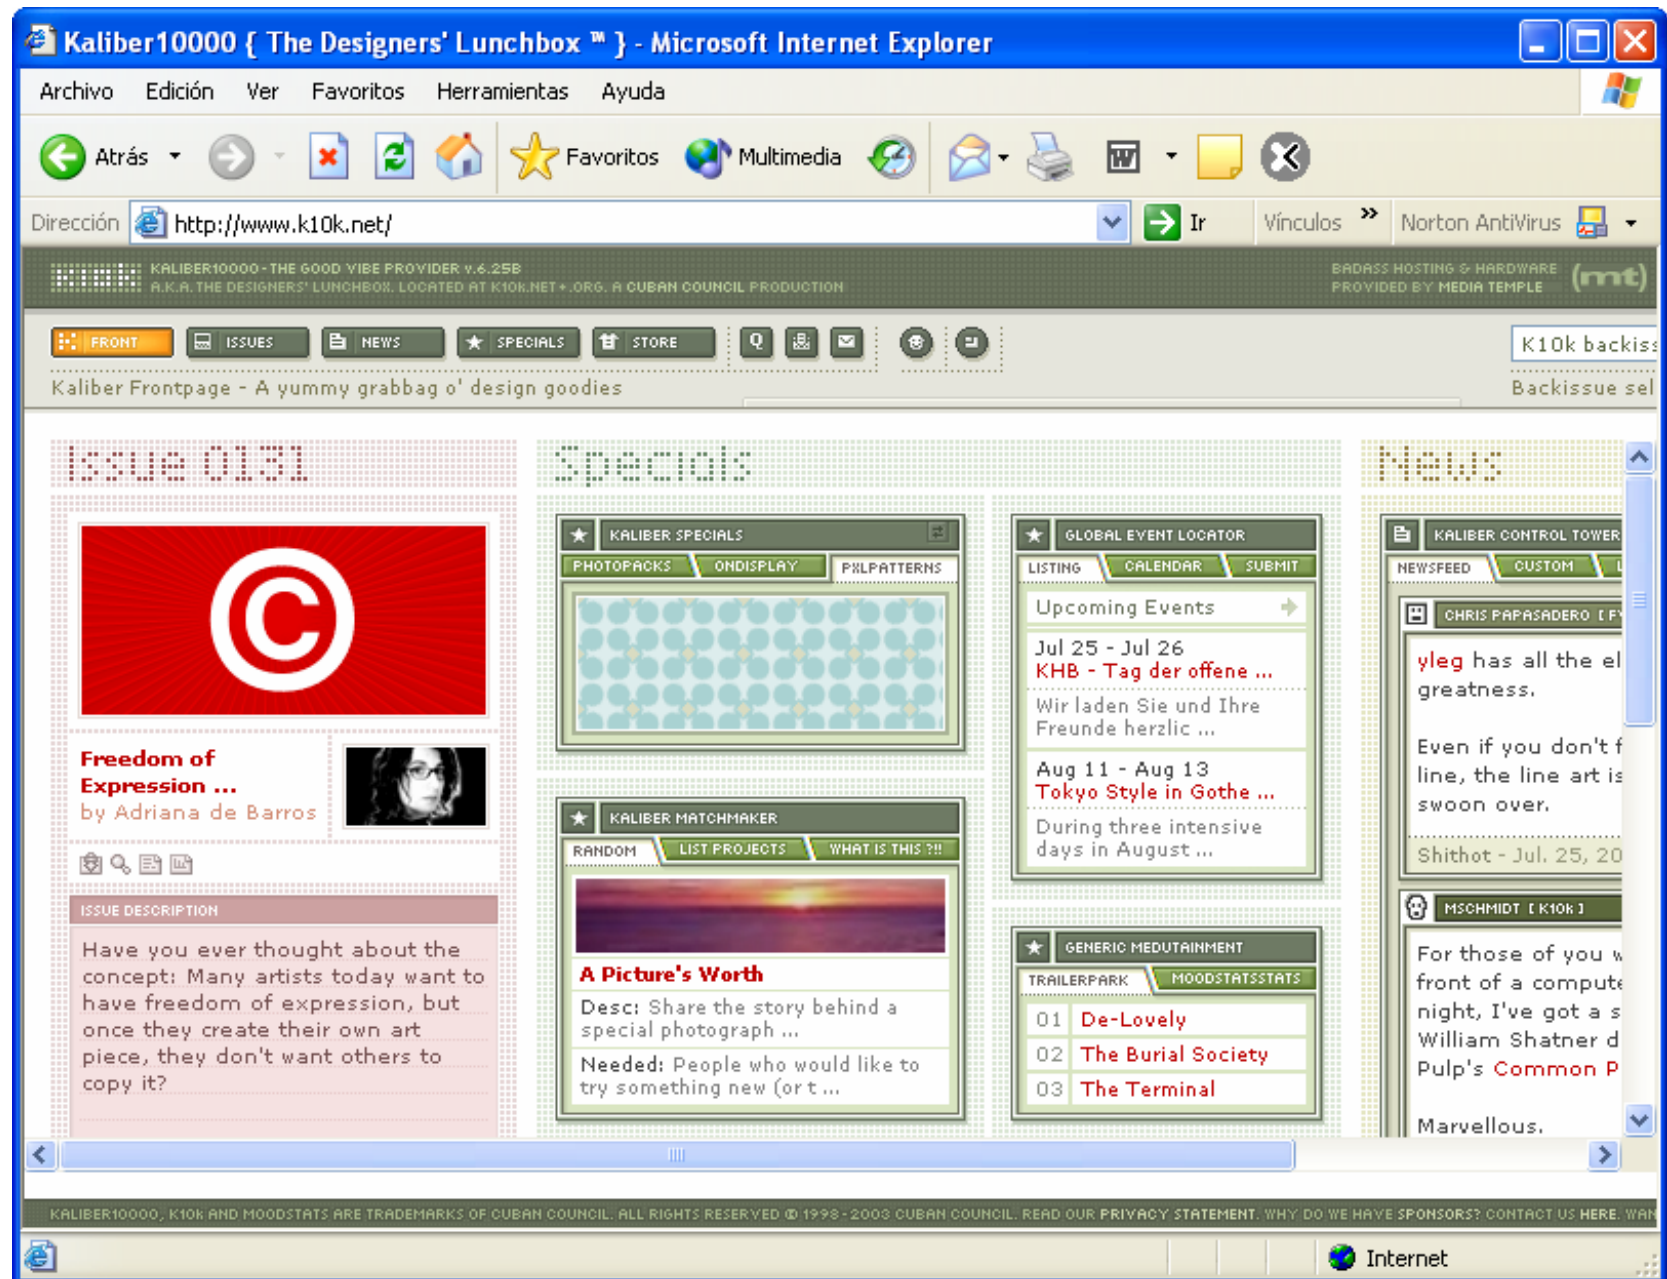 Kaliber10000 { The Designers' Lunchbox ™ } - Microsoft Internet Explorer
Archivo Edición Ver Favoritos Herramientas Ayuda
Atrás Favoritos Multimedia
Dirección http://www.k10k.net/ Ir Vínculos » Norton AntiVirus
KALIBER10000 - THE GOOD VIBE PROVIDER v.6.25B
A.K.A. THE DESIGNERS' LUNCHBOX. LOCATED AT K10K.NET + .ORG. A CUBAN COUNCIL PRODUCTION
BADASS HOSTING & HARDWARE
PROVIDED BY MEDIA TEMPLE
(mt)
FRONT ISSUES NEWS SPECIALS STORE Q
K10k backiss
Kaliber Frontpage - A yummy grabbag o' design goodies
Backissue sel
Issue 0131
©
Freedom of
Expression ...
by Adriana de Barros
ISSUE DESCRIPTION
Have you ever thought about the
concept: Many artists today want to
have freedom of expression, but
once they create their own art
piece, they don't want others to
copy it?
Specials
KALIBER SPECIALS
PHOTOPACKS ONDISPLAY PXLPATTERNS
KALIBER MATCHMAKER
RANDOM LIST PROJECTS WHAT IS THIS ?!!
A Picture's Worth
Desc: Share the story behind a
special photograph ...
Needed: People who would like to
try something new (or t ...
GLOBAL EVENT LOCATOR
LISTING CALENDAR SUBMIT
Upcoming Events
Jul 25 - Jul 26
KHB - Tag der offene ...
Wir laden Sie und Ihre
Freunde herzlic ...
Aug 11 - Aug 13
Tokyo Style in Gothe ...
During three intensive
days in August ...
GENERIC MEDUTAINMENT
TRAILERPARK MOODSTATSSTATS
01 De-Lovely
02 The Burial Society
03 The Terminal
News
KALIBER CONTROL TOWER
NEWSFEED CUSTOM
CHRIS PAPASADERO [ F
yleg has all the el
greatness.
Even if you don't f
line, the line art is
swoon over.
Shithot - Jul. 25, 20
MSCHMIDT [ K10K ]
For those of you w
front of a compute
night, I've got a s
William Shatner d
Pulp's Common P
Marvellous.
KALIBER10000, K10K AND MOODSTATS ARE TRADEMARKS OF CUBAN COUNCIL. ALL RIGHTS RESERVED © 1998-2003 CUBAN COUNCIL. READ OUR PRIVACY STATEMENT. WHY DO WE HAVE SPONSORS? CONTACT US HERE. WAN
Internet